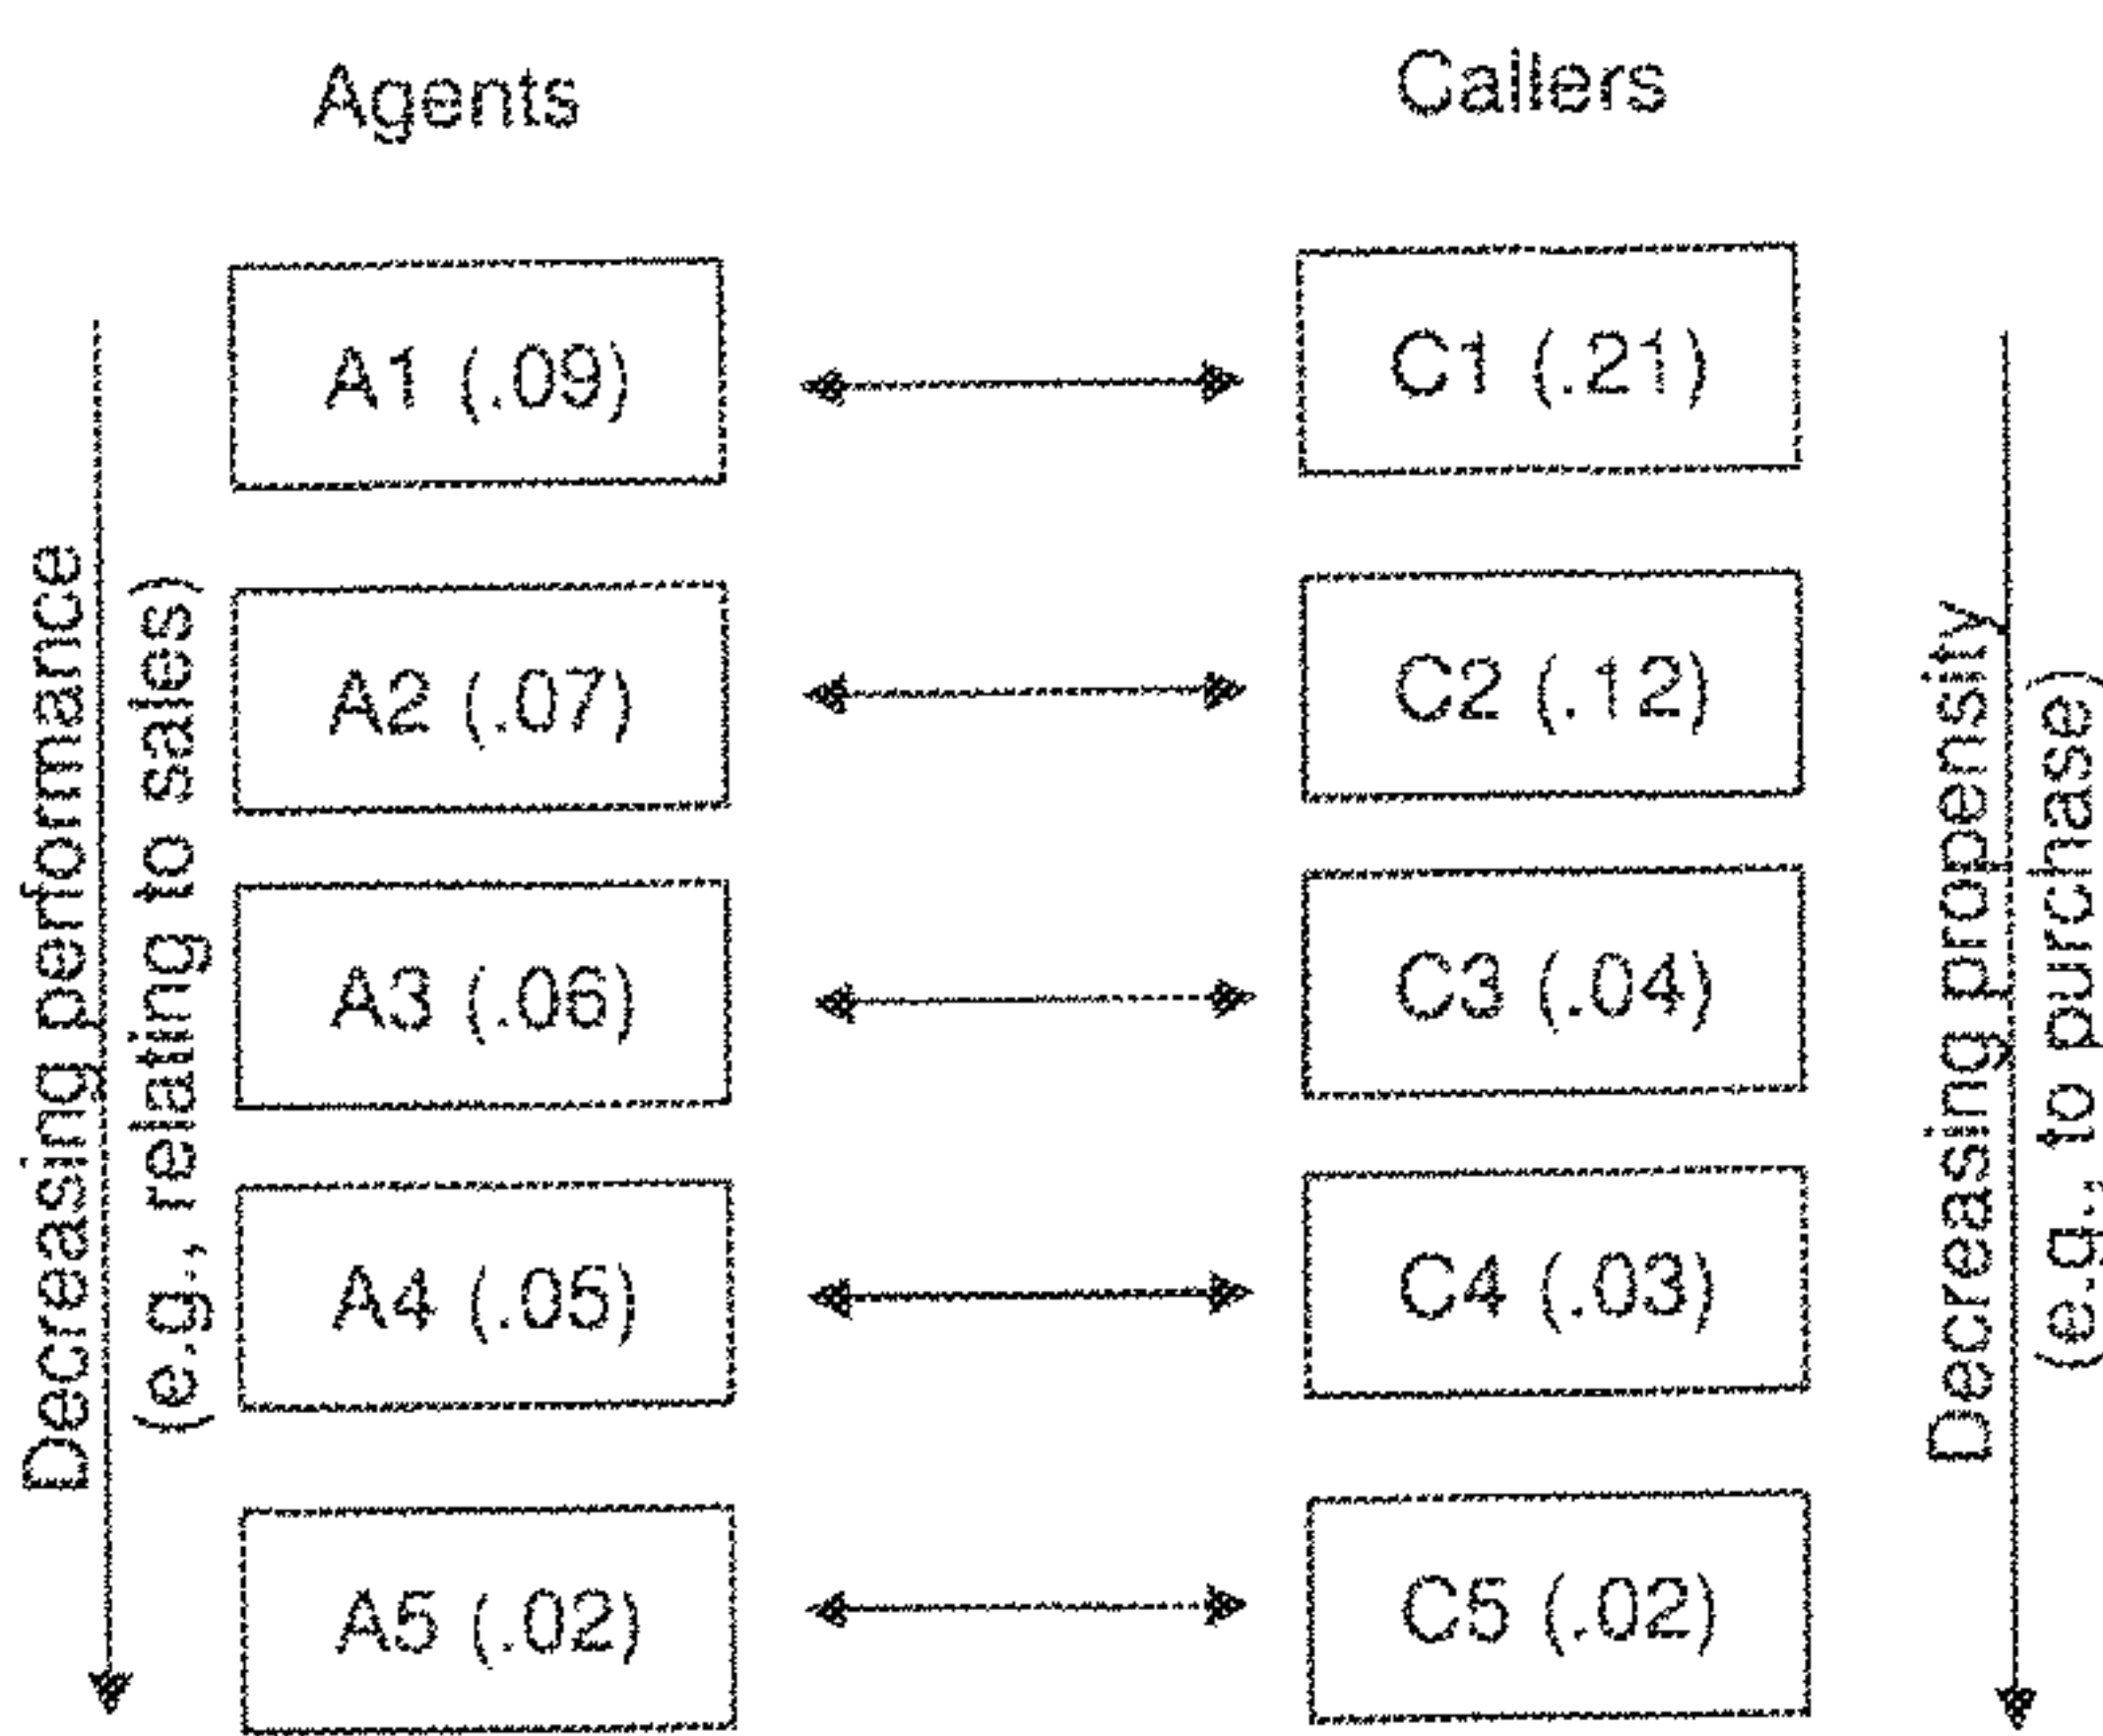 Agents
Callers
Decreasing performance
(e.g., relating to sales)
A1 (.09)
C1 (.21)
A2 (.07)
C2 (.12)
A3 (.06)
C3 (.04)
A4 (.05)
C4 (.03)
A5 (.02)
C5 (.02)
Decreasing propensity
(e.g., to purchase)